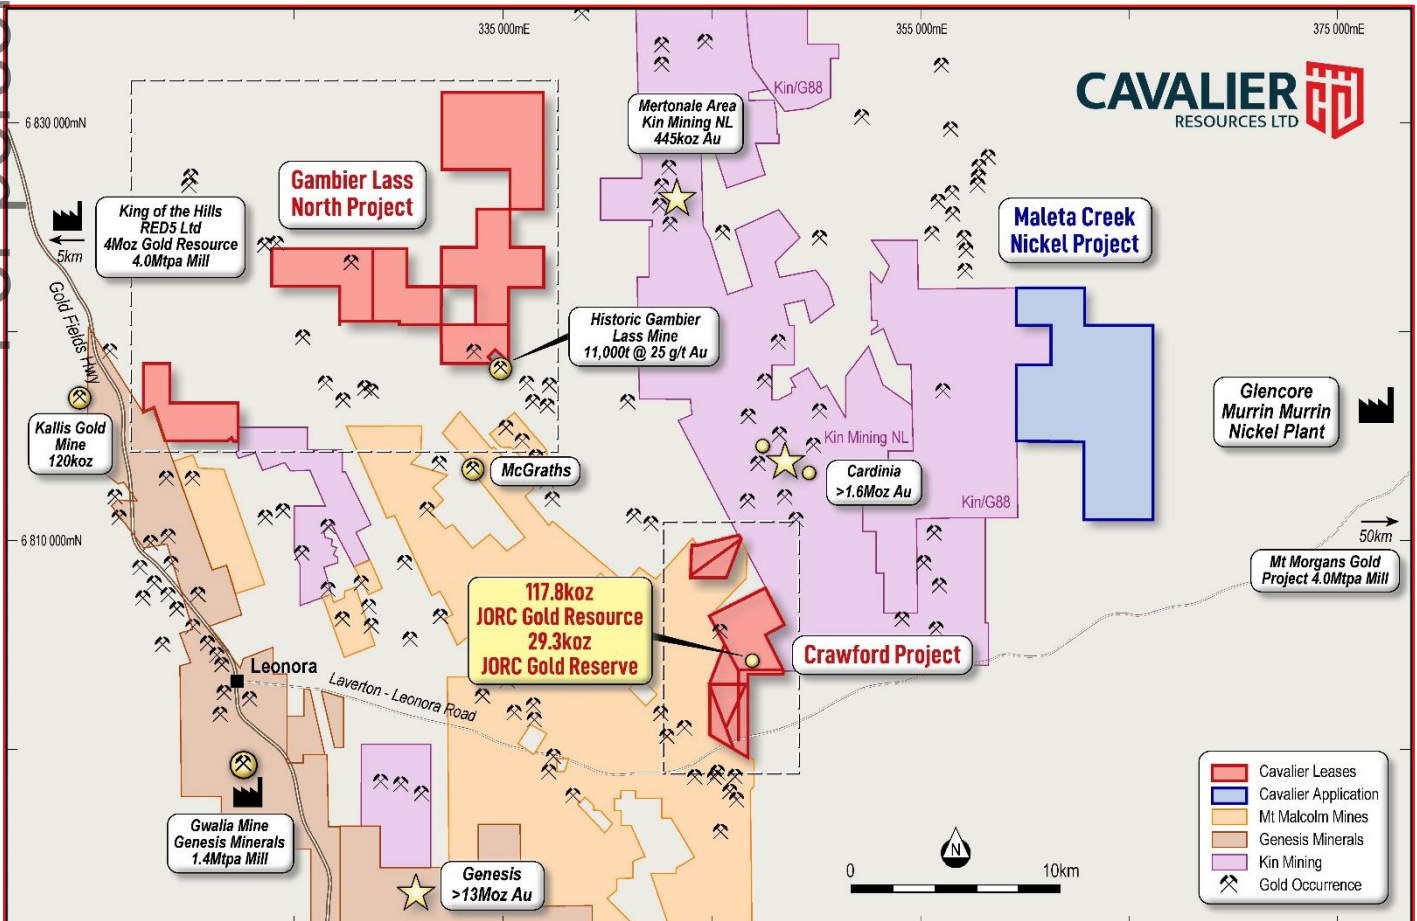 335 000mE
355 000mE
375 000mE
CAVALIER
RESOURCES LTD
Kin/G88
Mertonale Area
Kin Mining NL
445koz Au
6 830 000mN
Gambier Lass
North Project
King of the Hills
RED5 Ltd
4Moz Gold Resource
4.0Mtpa Mill
5km
Maleta Creek
Nickel Project
Gold Fields Hwy
Historic Gambier
Lass Mine
11,000t @ 25 g/t Au
Glencore
Murrin Murrin
Nickel Plant
Kallis Gold
Mine
120koz
Kin Mining NL
McGraths
Cardinia
>1.6Moz Au
Kin/G88
6 810 000mN
50km
Mt Morgans Gold
Project 4.0Mtpa Mill
117.8koz
JORC Gold Resource
29.3koz
JORC Gold Reserve
Crawford Project
Leonora
Laverton - Leonora Road
Gwalia Mine
Genesis Minerals
1.4Mtpa Mill
Genesis
>13Moz Au
N
0
10km
Cavalier Leases
Cavalier Application
Mt Malcolm Mines
Genesis Minerals
Kin Mining
Gold Occurrence